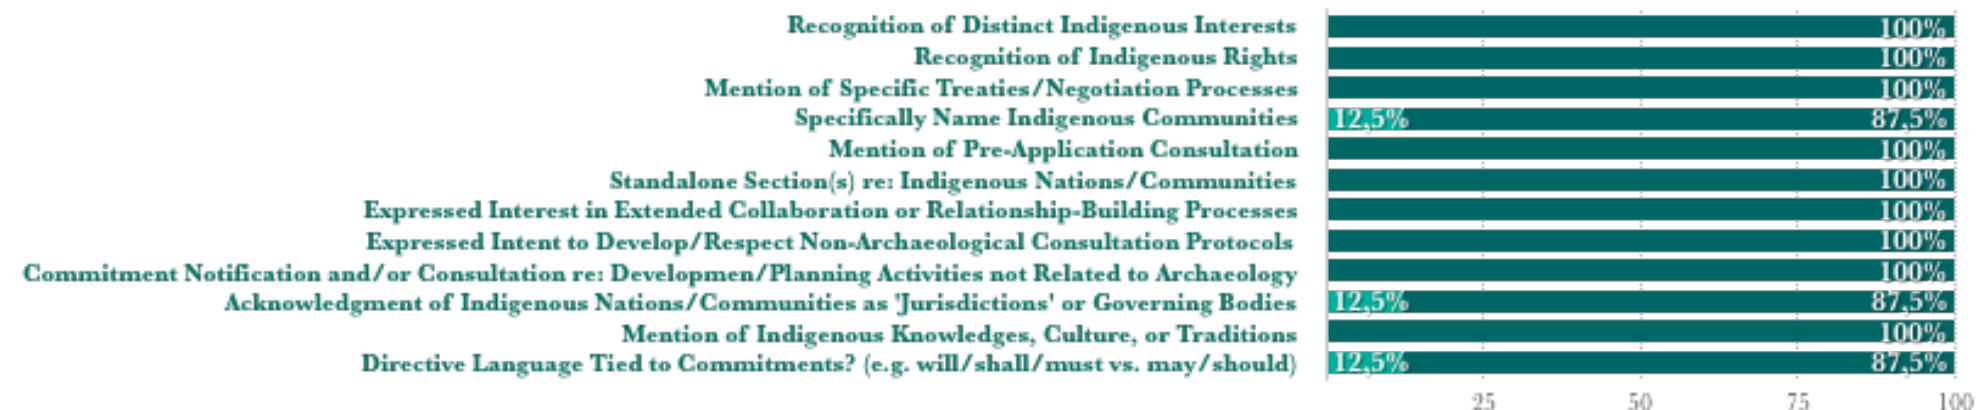 Recognition of Distinct Indigenous Interests 100%
Recognition of Indigenous Rights 100%
Mention of Specific Treaties/Negotiation Processes 100%
Specifically Name Indigenous Communities 12,5% 87,5%
Mention of Pre-Application Consultation 100%
Standalone Section(s) re: Indigenous Nations/Communities 100%
Expressed Interest in Extended Collaboration or Relationship-Building Processes 100%
Expressed Intent to Develop/Respect Non-Archaeological Consultation Protocols 100%
Commitment Notification and/or Consultation re: Developmen/Planning Activities not Related to Archaeology 100%
Acknowledgment of Indigenous Nations/Communities as 'Jurisdictions' or Governing Bodies 12,5% 87,5%
Mention of Indigenous Knowledges, Culture, or Traditions 100%
Directive Language Tied to Commitments? (e.g. will/shall/must vs. may/should) 12,5% 87,5%
25 50 75 100